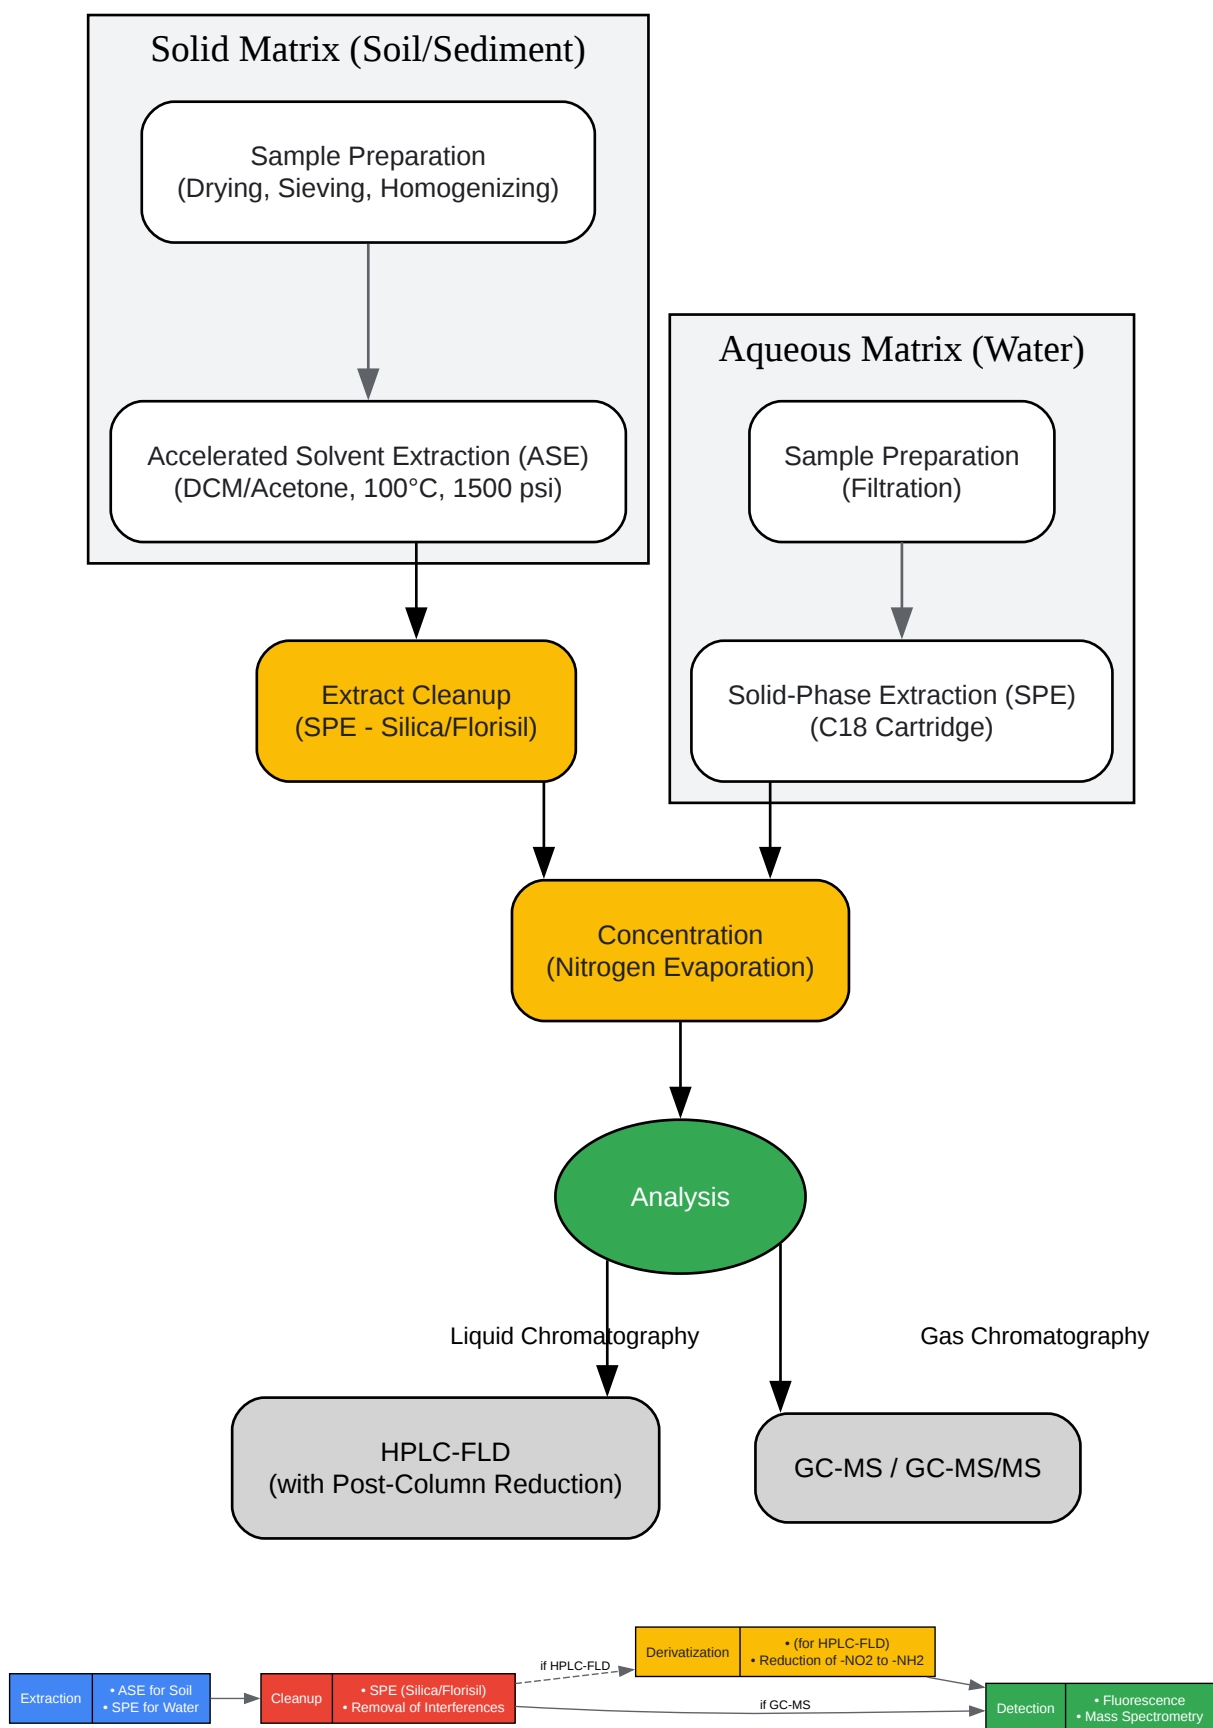 Solid Matrix (Soil/Sediment)
Sample Preparation
(Drying, Sieving, Homogenizing)
Accelerated Solvent Extraction (ASE)
(DCM/Acetone, 100°C, 1500 psi)
Aqueous Matrix (Water)
Sample Preparation
(Filtration)
Extract Cleanup
(SPE - Silica/Florisil)
Solid-Phase Extraction (SPE)
(C18 Cartridge)
Concentration
(Nitrogen Evaporation)
Analysis
Liquid Chromatography
Gas Chromatography
HPLC-FLD
(with Post-Column Reduction)
GC-MS / GC-MS/MS
Extraction
• ASE for Soil
• SPE for Water
Cleanup
• SPE (Silica/Florisil)
• Removal of Interferences
if HPLC-FLD
Derivatization
• (for HPLC-FLD)
• Reduction of -NO2 to -NH2
if GC-MS
Detection
• Fluorescence
• Mass Spectrometry